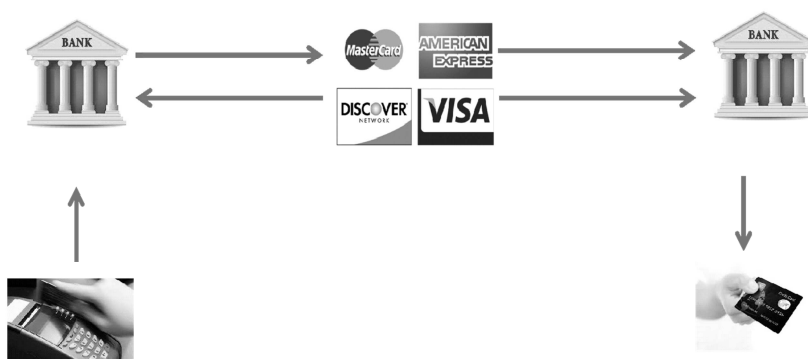 BANK
MasterCard
AMERICAN
EXPRESS
BANK
DISCOVER
NETWORK
VISA